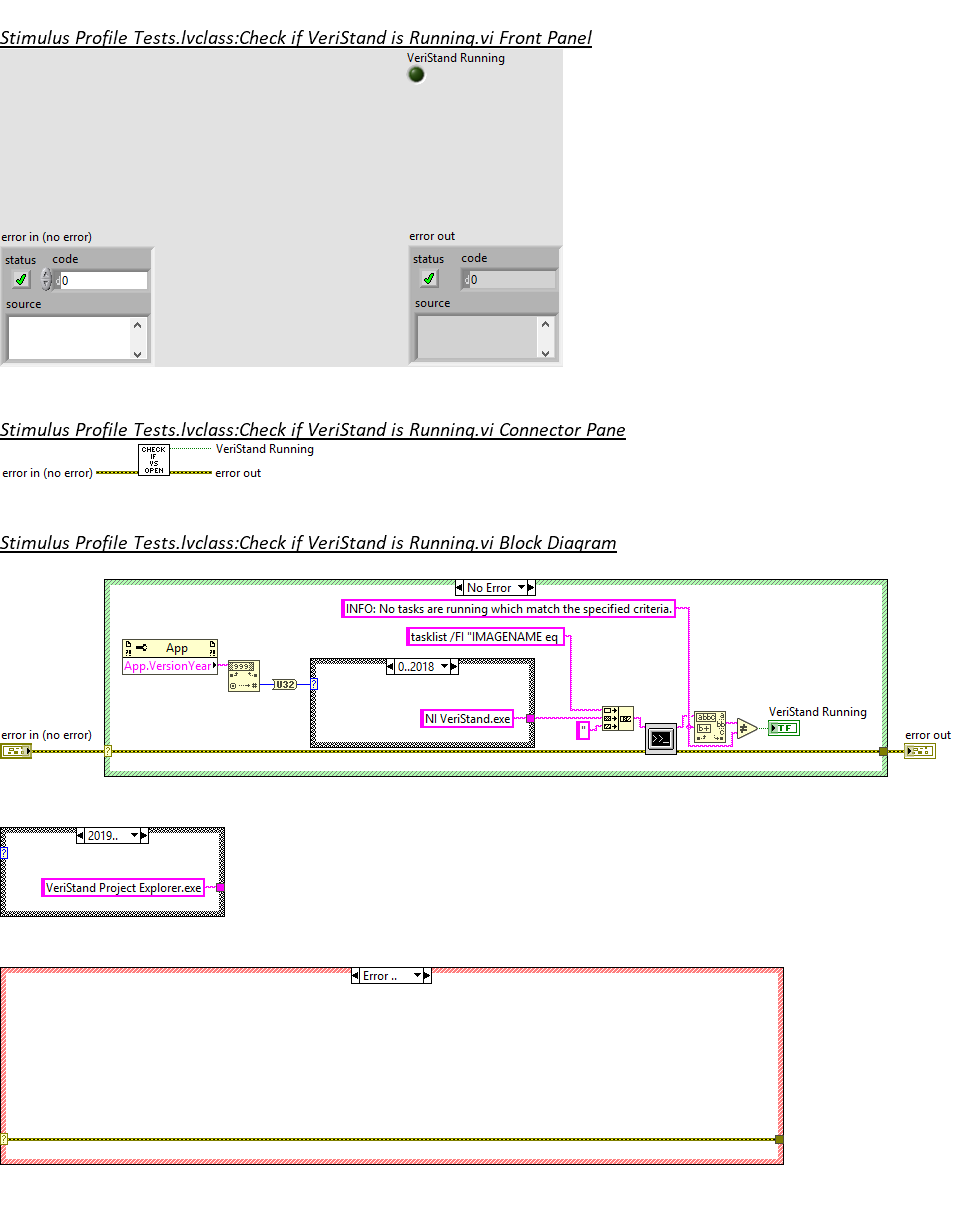 Stimulus Profile Tests.lvclass:Check if VeriStand is Running.vi Front Panel
VeriStand Running
error in (no error)
error out
status code
status code
0
0
source
source
Stimulus Profile Tests.lvclass:Check if VeriStand is Running.vi Connector Pane
CHECK
IF
VS
OPEN
VeriStand Running
error in (no error)
error out
Stimulus Profile Tests.lvclass:Check if VeriStand is Running.vi Block Diagram
No Error
INFO: No tasks are running which match the specified criteria.
tasklist /FI "IMAGENAME eq
App
App.VersionYear
999
U32
?
0..2018
NI VeriStand.exe
"
abbc
b+
a
bb
c
≠
VeriStand Running
TF
error in (no error)
error out
?
2019..
?
VeriStand Project Explorer.exe
Error ..
?